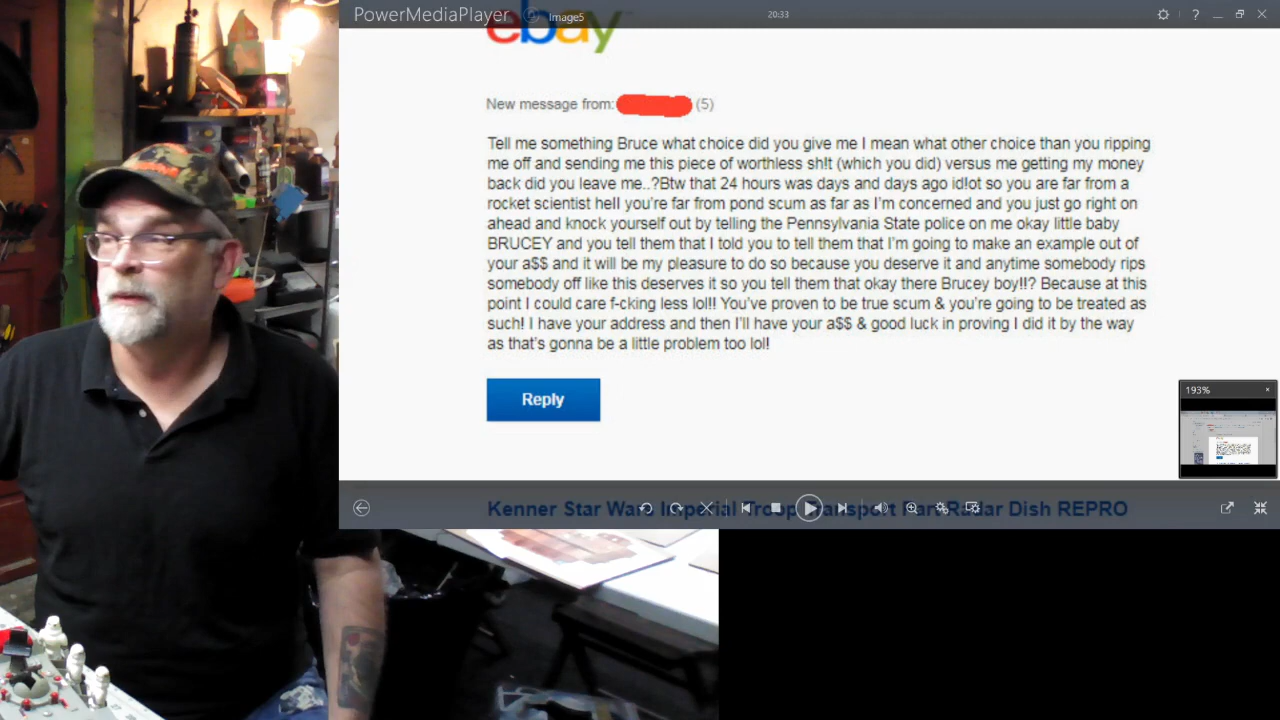 PowerMediaPlayer Image5 20:33
ebay
New message from: (5)
Tell me something Bruce what choice did you give me I mean what other choice than you ripping
me off and sending me this piece of worthless sh!t (which you did) versus me getting my money
back did you leave me..?Btw that 24 hours was days and days ago id!ot so you are far from a
rocket scientist hell you're far from pond scum as far as I'm concerned and you just go right on
ahead and knock yourself out by telling the Pennsylvania State police on me okay little baby
BRUCEY and you tell them that I told you to tell them that I'm going to make an example out of
your a$$ and it will be my pleasure to do so because you deserve it and anytime somebody rips
somebody off like this deserves it so you tell them that okay there Brucey boy!!? Because at this
point I could care f-cking less lol!! You've proven to be true scum & you're going to be treated as
such! I have your address and then I'll have your a$$ & good luck in proving I did it by the way
as that's gonna be a little problem too lol!
Reply
193%
Kenner Star Wars Imperial Troop Transport Part Radar Dish REPRO